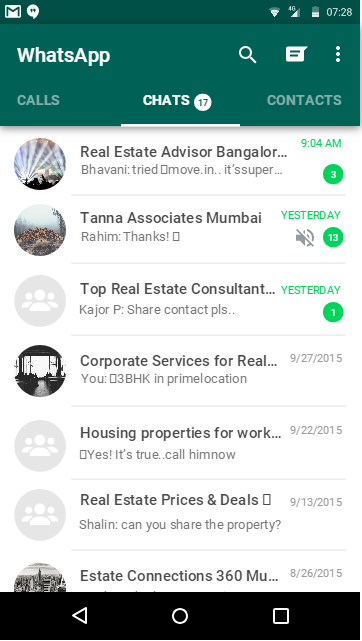 4G 07:28
WhatsApp
CALLS CHATS 17 CONTACTS
Real Estate Advisor Bangalor... 9:04 AM
Bhavani: tried move.in.. it's super... 3
Tanna Associates Mumbai YESTERDAY
Rahim: Thanks! 13
Top Real Estate Consultant... YESTERDAY
Kajor P: Share contact pls.. 1
Corporate Services for Real... 9/27/2015
You: 3BHK in primelocation
Housing properties for work... 9/22/2015
Yes! It's true..call himnow
Real Estate Prices & Deals 9/13/2015
Shalin: can you share the property?
Estate Connections 360 Mu... 8/26/2015